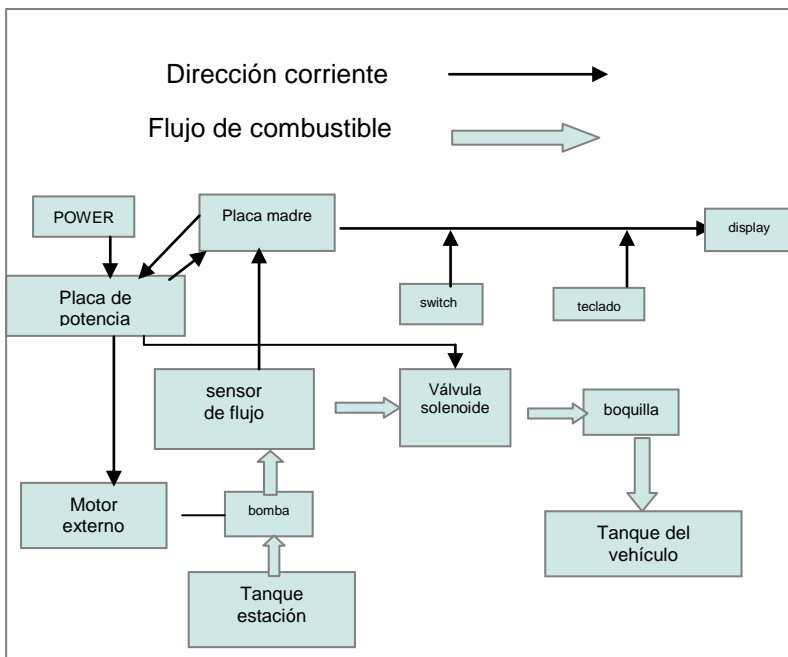 Dirección corriente
Flujo de combustible
POWER
Placa madre
display
Placa de
potencia
switch
teclado
sensor
de flujo
Válvula
solenoide
boquilla
Motor
externo
bomba
Tanque del
vehículo
Tanque
estación